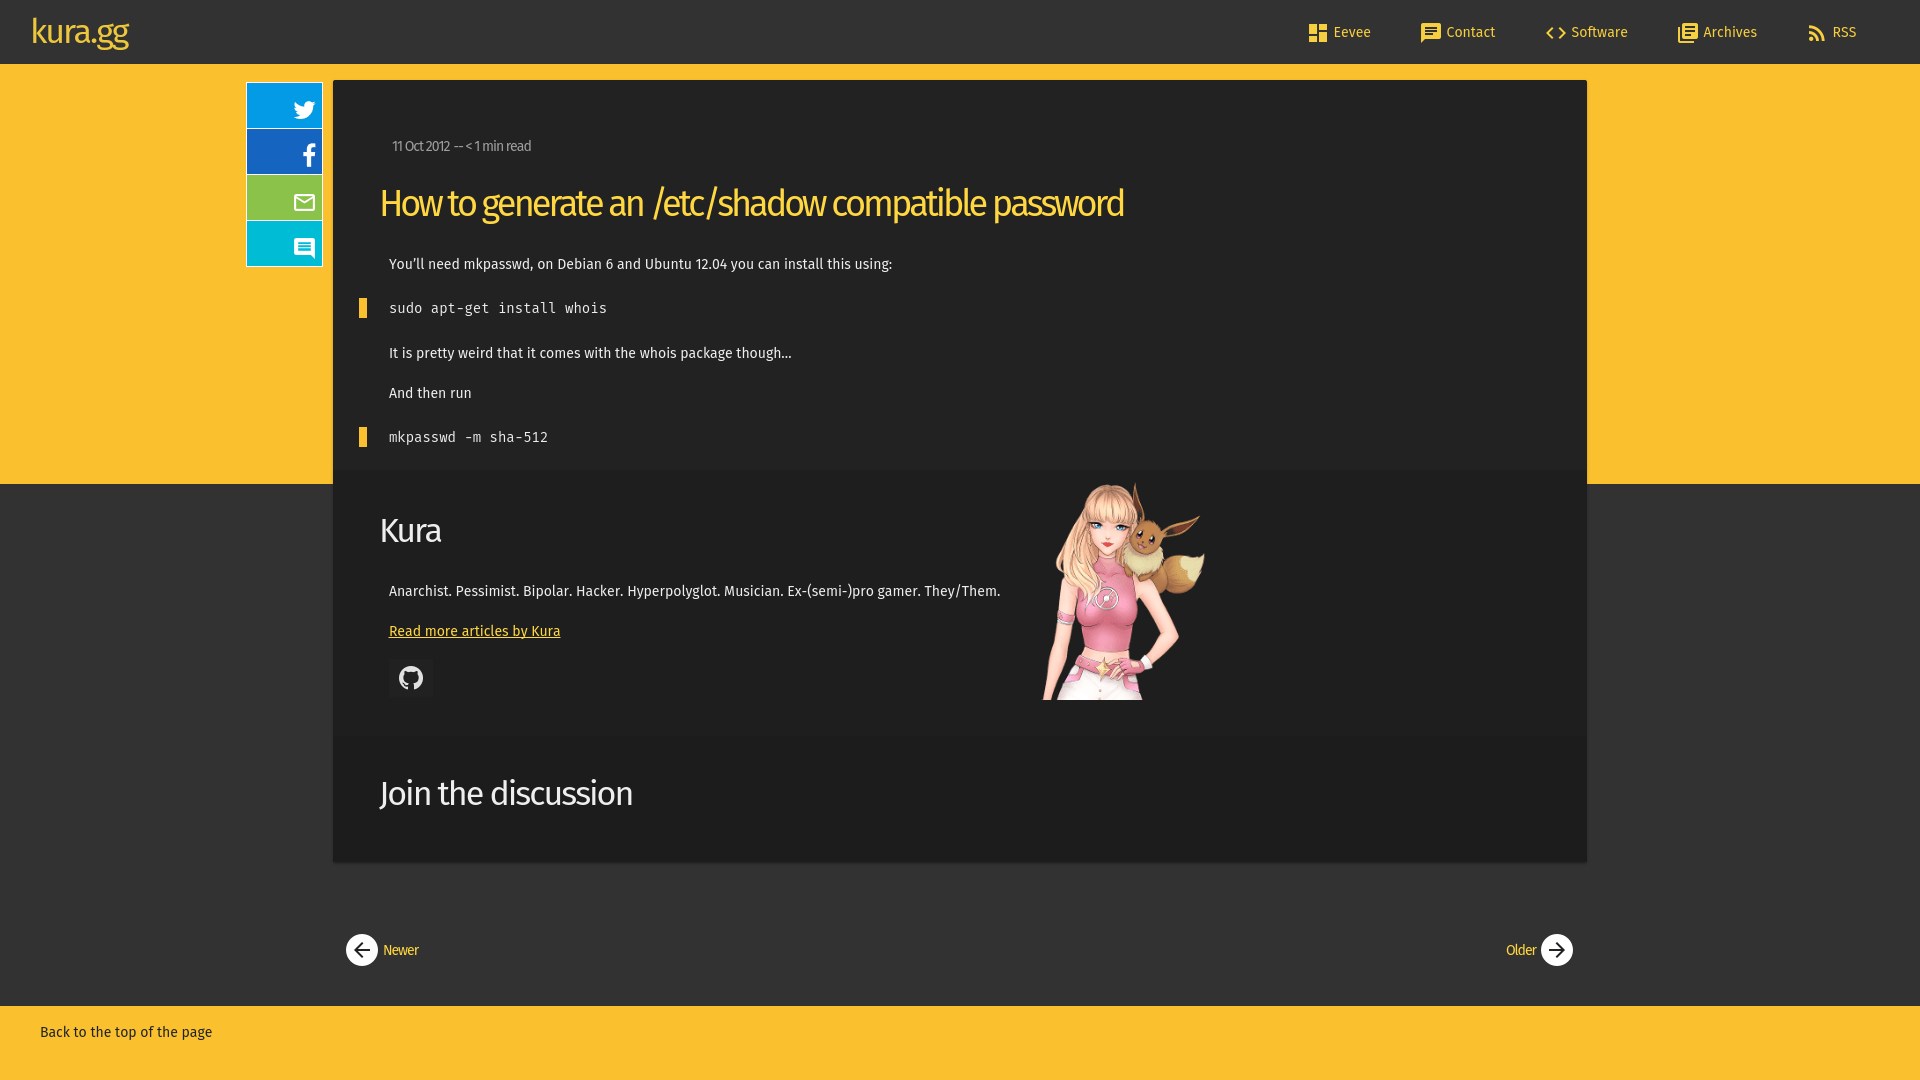 kura.gg
Eevee
Contact
Software
Archives
RSS
11 Oct 2012 -- < 1 min read
How to generate an /etc/shadow compatible password
You’ll need mkpasswd, on Debian 6 and Ubuntu 12.04 you can install this using:
sudo apt-get install whois
It is pretty weird that it comes with the whois package though…
And then run
mkpasswd -m sha-512
Kura
Anarchist. Pessimist. Bipolar. Hacker. Hyperpolyglot. Musician. Ex-(semi-)pro gamer. They/Them.
Read more articles by Kura
Join the discussion
Newer
Older
Back to the top of the page